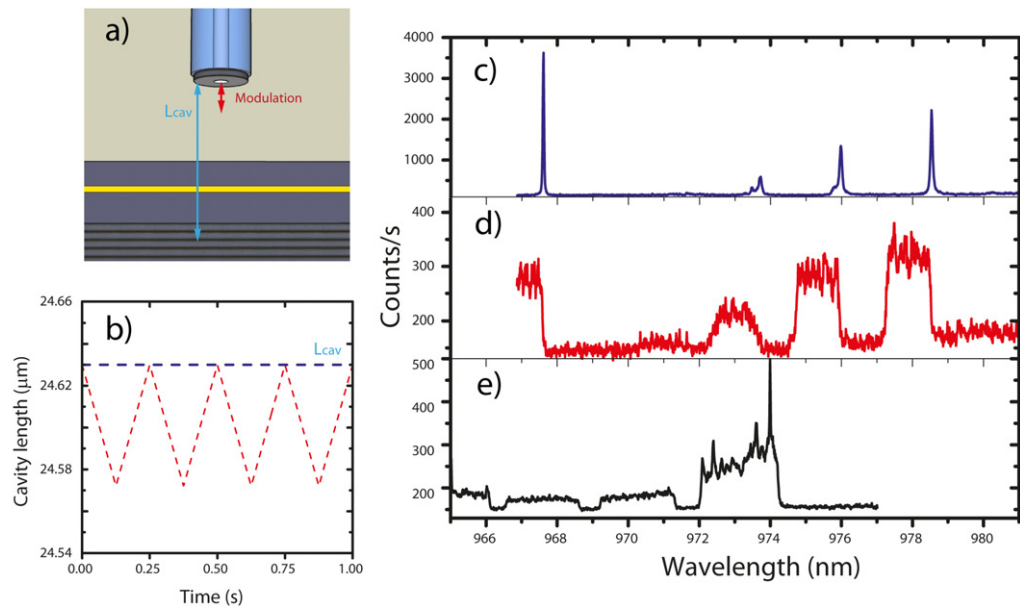 a)
Lcav
Modulation
b)
24.66
24.62
24.58
24.54
Cavity length (μm)
Lcav
0.00 0.25 0.50 0.75 1.00
Time (s)
c)
4000
3000
2000
1000
d)
400
300
200
Counts/s
e)
500
400
300
200
966 968 970 972 974 976 978 980
Wavelength (nm)